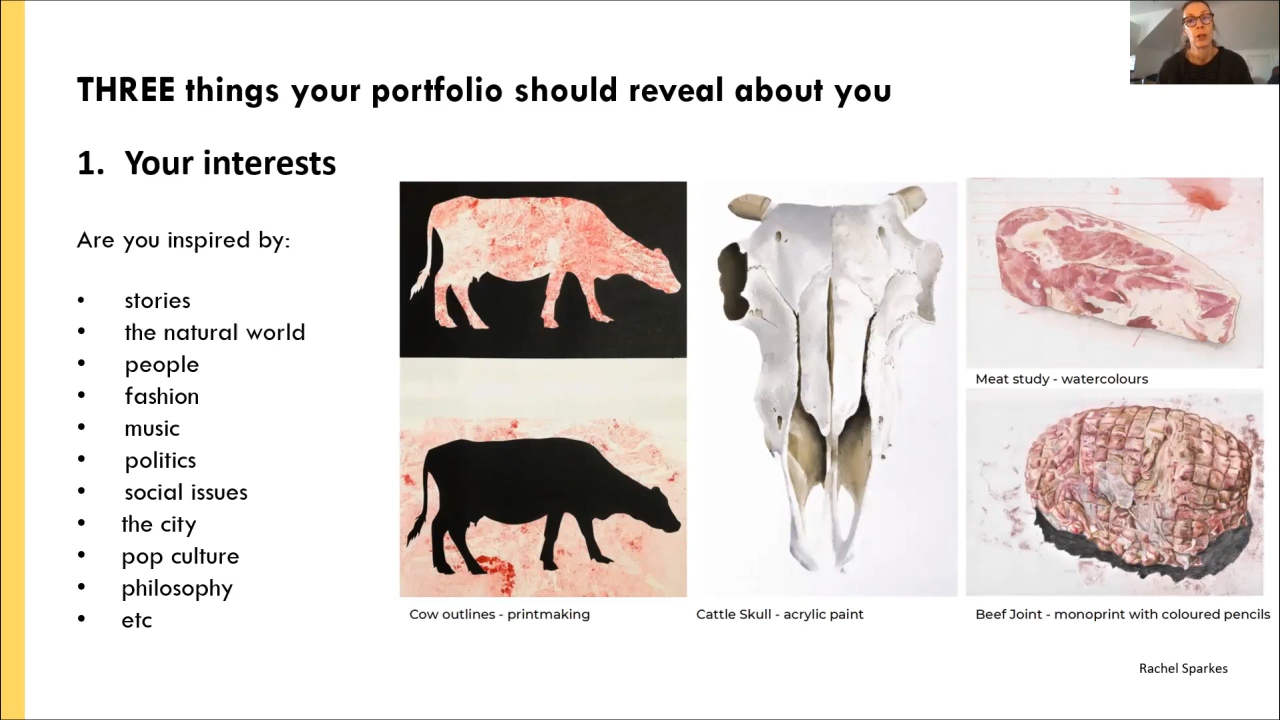 THREE things your portfolio should reveal about you
1. Your interests
Are you inspired by:
• stories
• the natural world
• people
• fashion
• music
• politics
• social issues
• the city
• pop culture
• philosophy
• etc
Cow outlines - printmaking
Cattle Skull - acrylic paint
Meat study - watercolours
Beef Joint - monoprint with coloured pencils
Rachel Sparkes